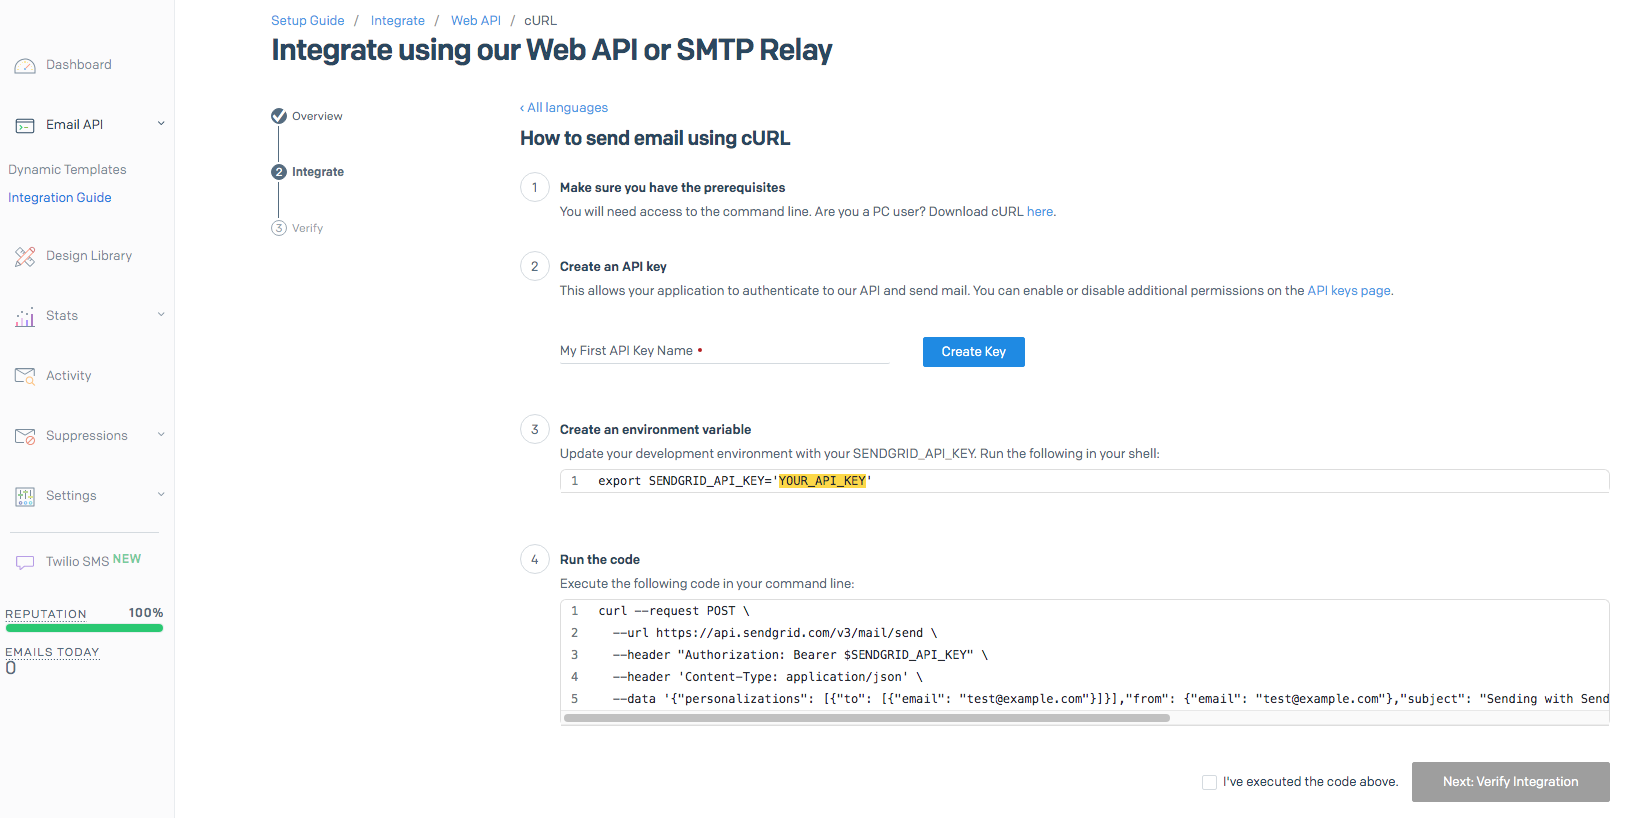 Dashboard
Email API
Dynamic Templates
Integration Guide
Design Library
Stats
Activity
Suppressions
Settings
Twilio SMS NEW
REPUTATION 100%
EMAILS TODAY
0
Setup Guide / Integrate / Web API / cURL
Integrate using our Web API or SMTP Relay
Overview
2 Integrate
3 Verify
‹ All languages
How to send email using cURL
1 Make sure you have the prerequisites
You will need access to the command line. Are you a PC user? Download cURL here.
2 Create an API key
This allows your application to authenticate to our API and send mail. You can enable or disable additional permissions on the API keys page.
My First API Key Name • Create Key
3 Create an environment variable
Update your development environment with your SENDGRID_API_KEY. Run the following in your shell:
1 export SENDGRID_API_KEY='YOUR_API_KEY'
4 Run the code
Execute the following code in your command line:
1 curl --request POST \
2 --url https://api.sendgrid.com/v3/mail/send \
3 --header "Authorization: Bearer $SENDGRID_API_KEY" \
4 --header 'Content-Type: application/json' \
5 --data '{"personalizations": [{"to": [{"email": "test@example.com"}]}],"from": {"email": "test@example.com"},"subject": "Sending with Send
I've executed the code above. Next: Verify Integration